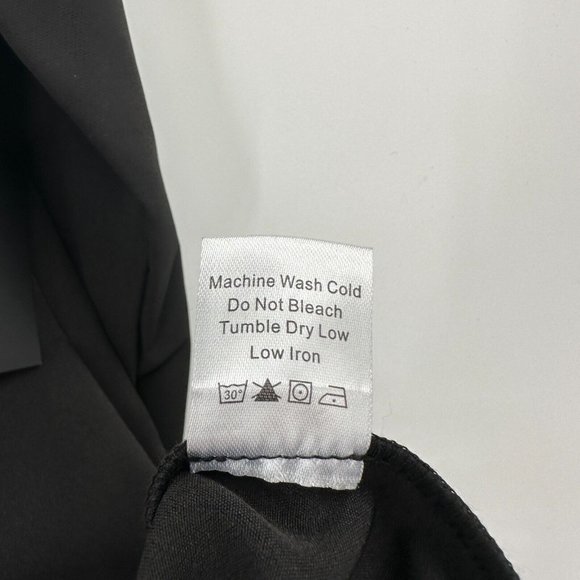 Machine Wash Cold
Do Not Bleach
Tumble Dry Low
Low Iron
30°